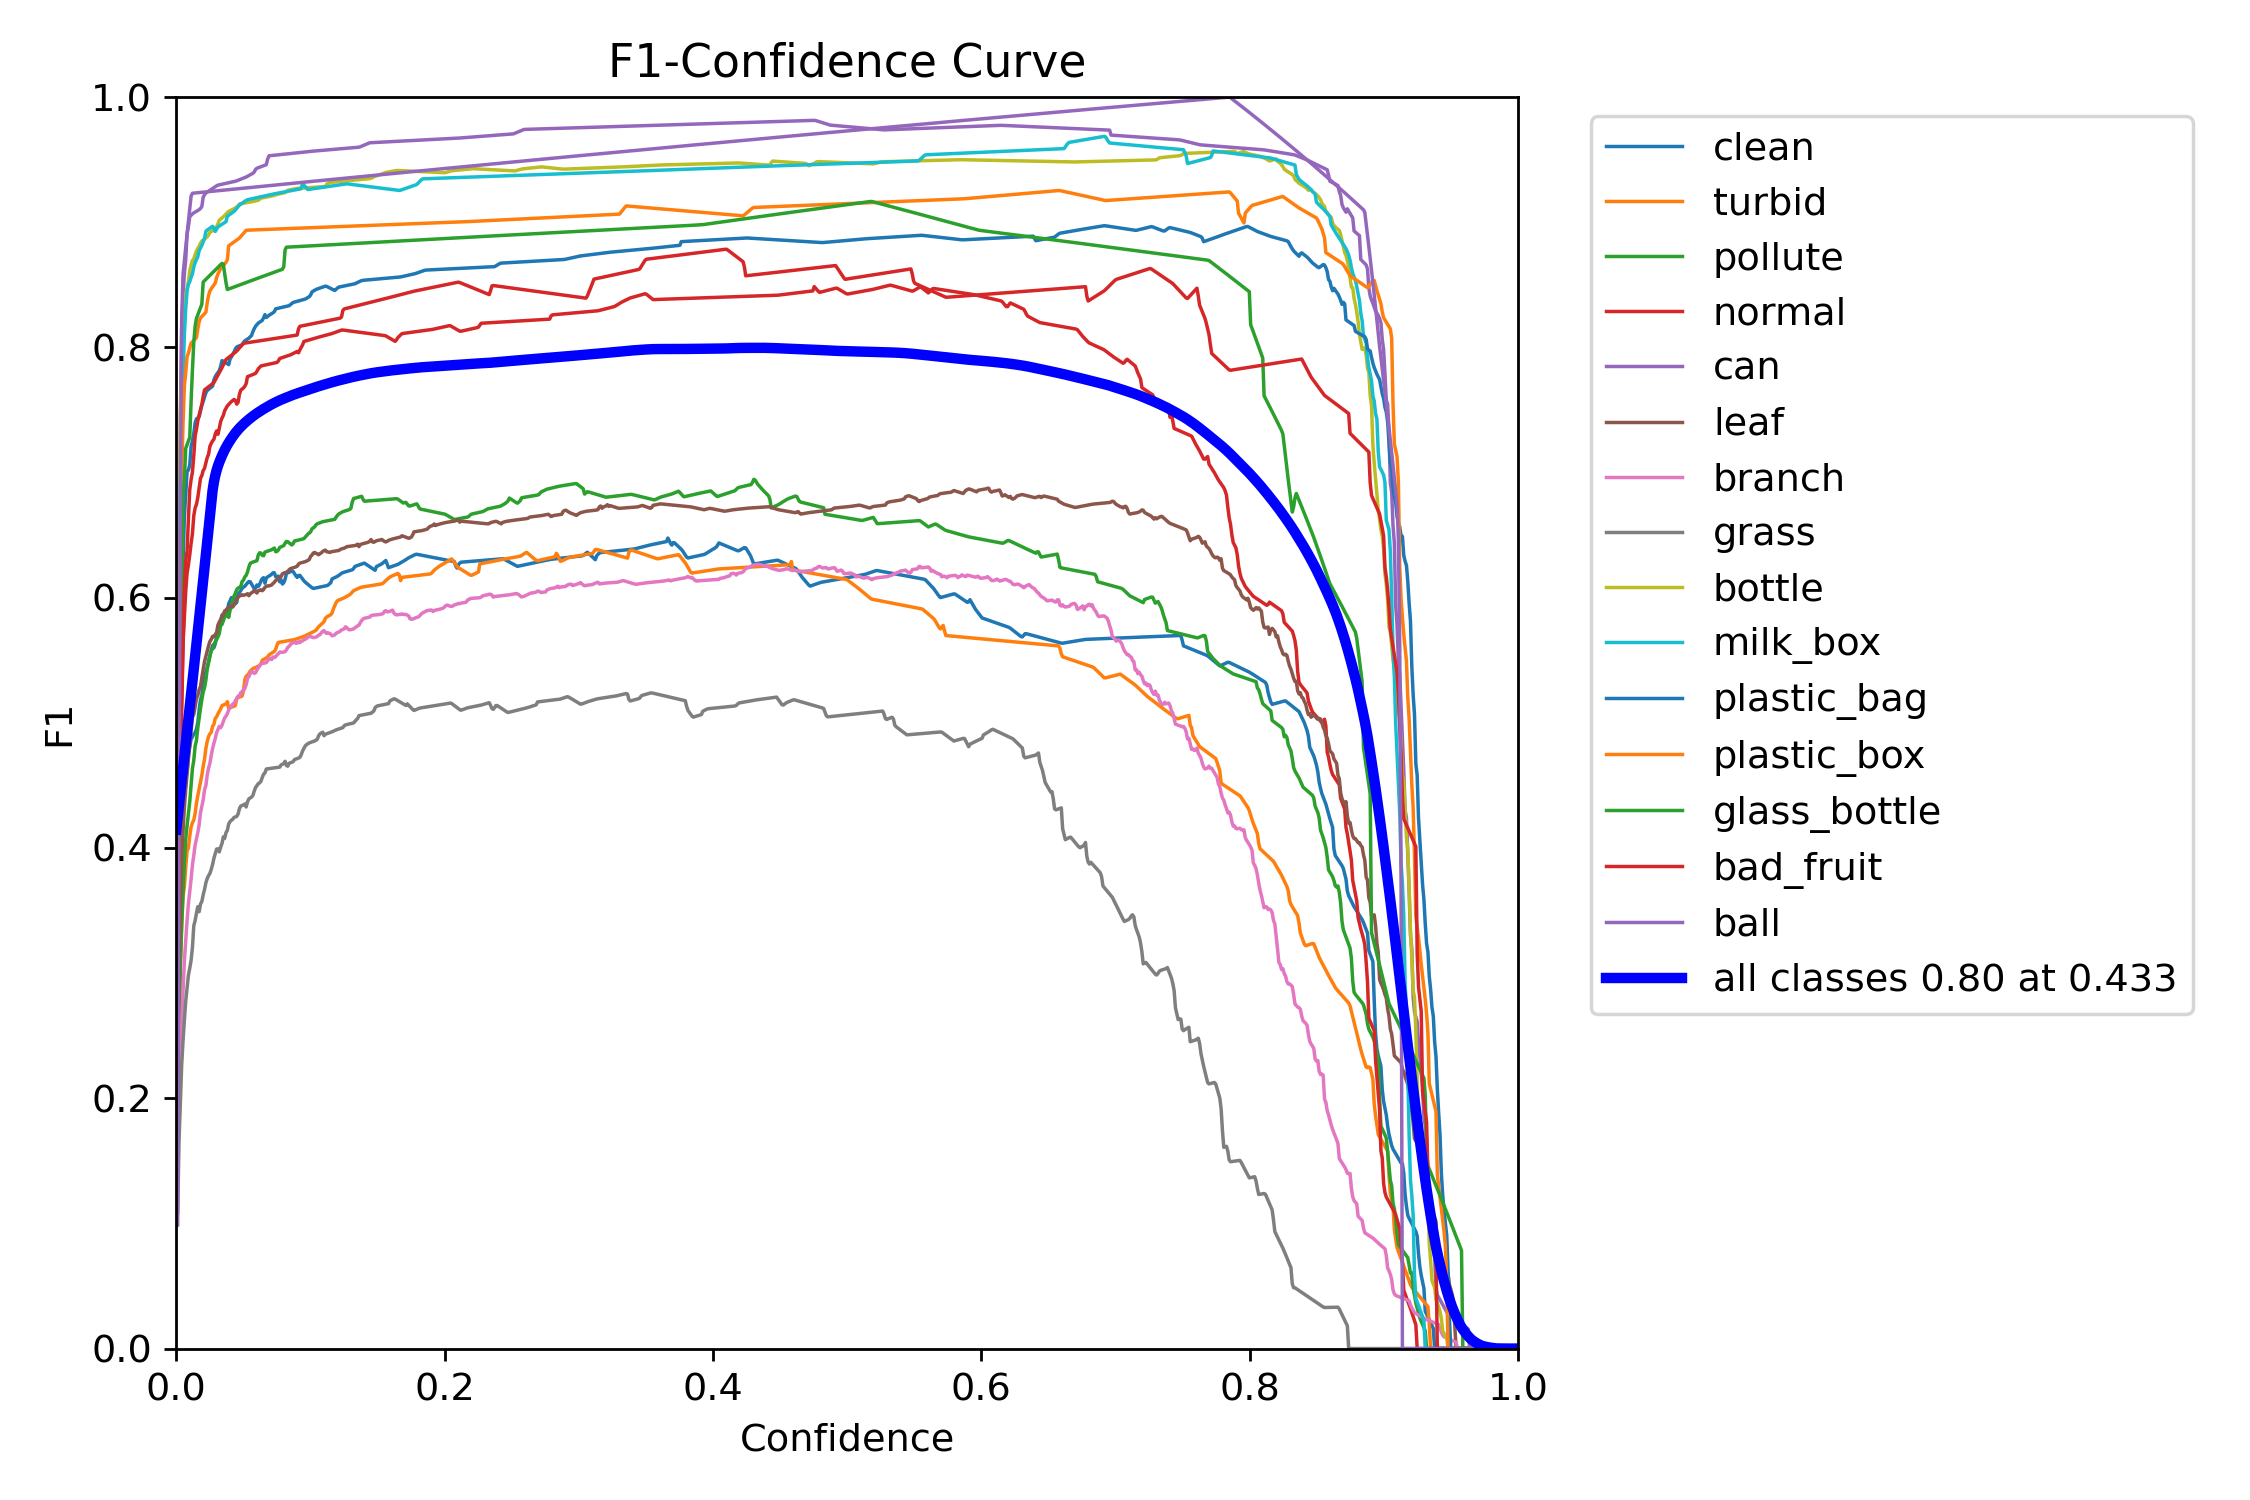 F1-Confidence Curve
1.0
0.8
0.6
0.4
0.2
0.0
F1
0.0 0.2 0.4 0.6 0.8 1.0
Confidence
clean
turbid
pollute
normal
can
leaf
branch
grass
bottle
milk_box
plastic_bag
plastic_box
glass_bottle
bad_fruit
ball
all classes 0.80 at 0.433